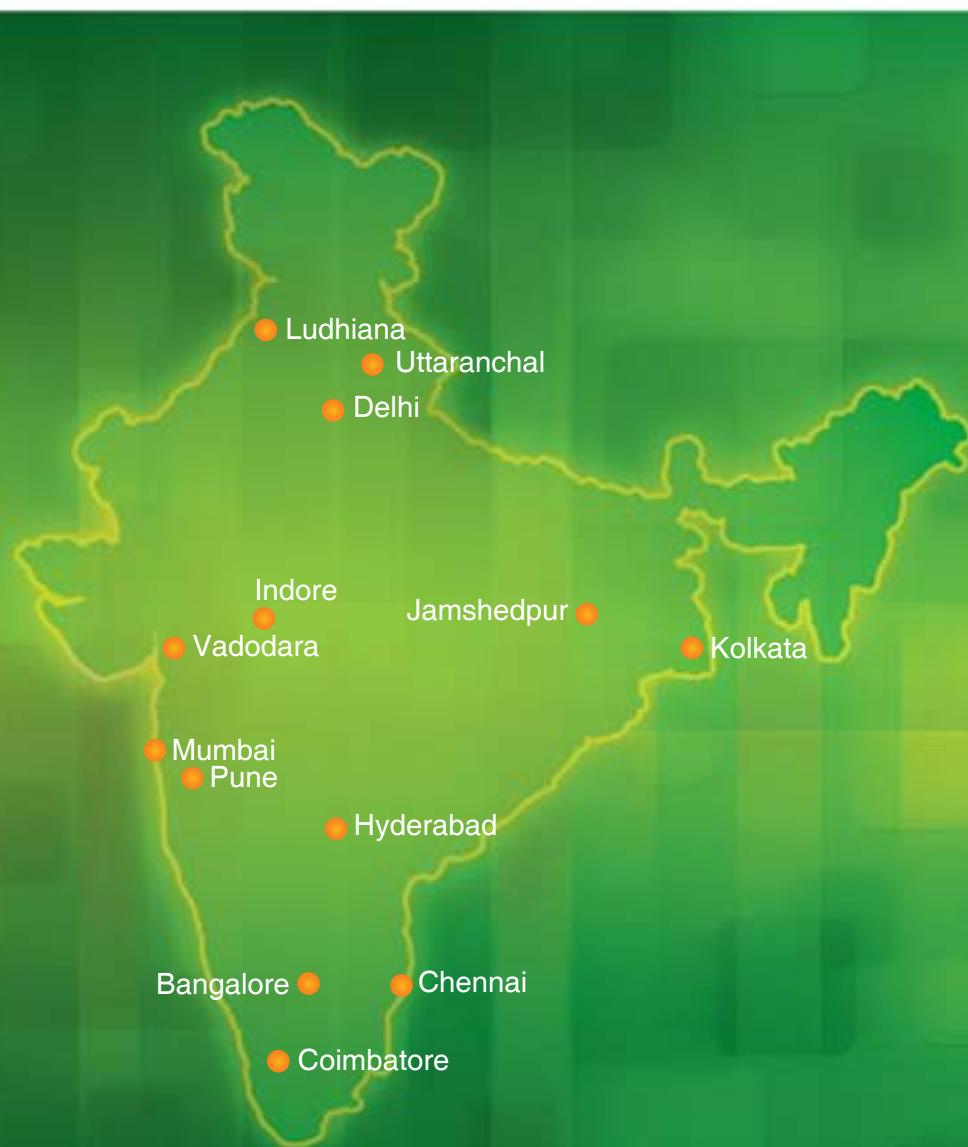 Ludhiana
Uttaranchal
Delhi
Indore
Jamshedpur
Vadodara
Kolkata
Mumbai
Pune
Hyderabad
Bangalore
Chennai
Coimbatore